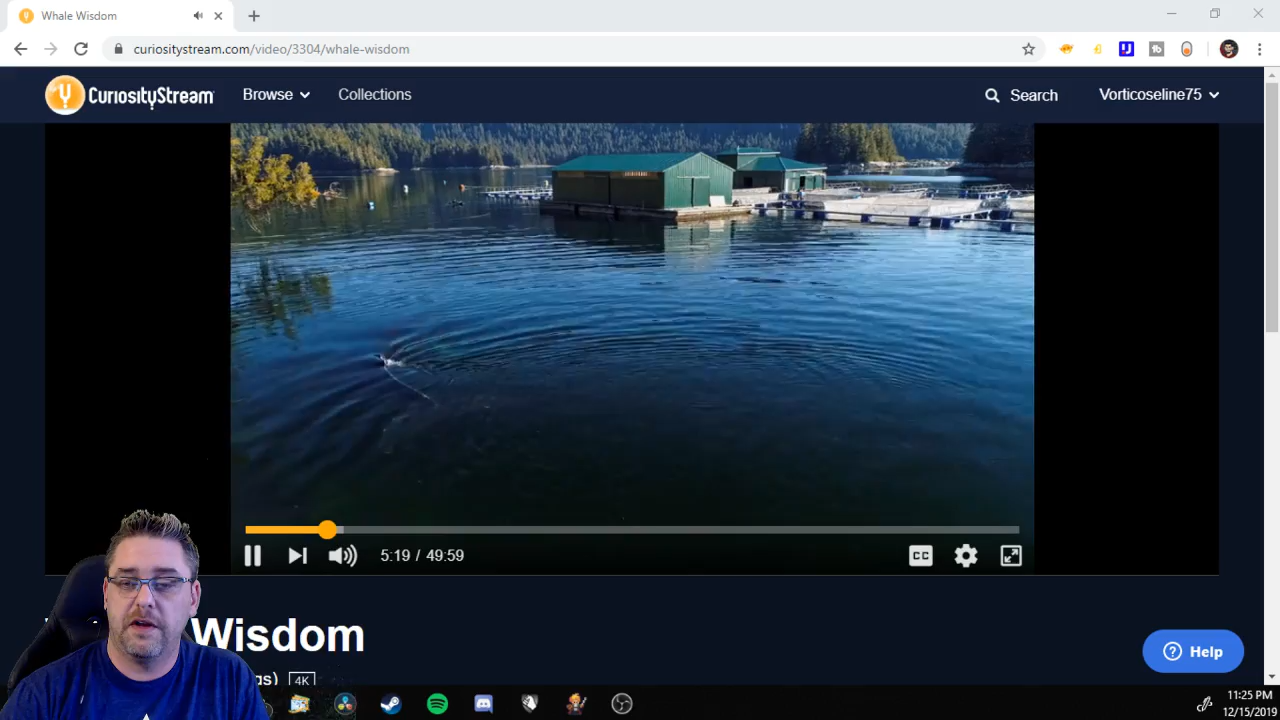 Whale Wisdom
curiositystream.com/video/3304/whale-wisdom
CURIOSITYSTREAM
Browse
Collections
Search
Vorticoseline75
5:19 / 49:59
CC
Wisdom
gs)
4K
Help
11:25 PM
12/15/2019